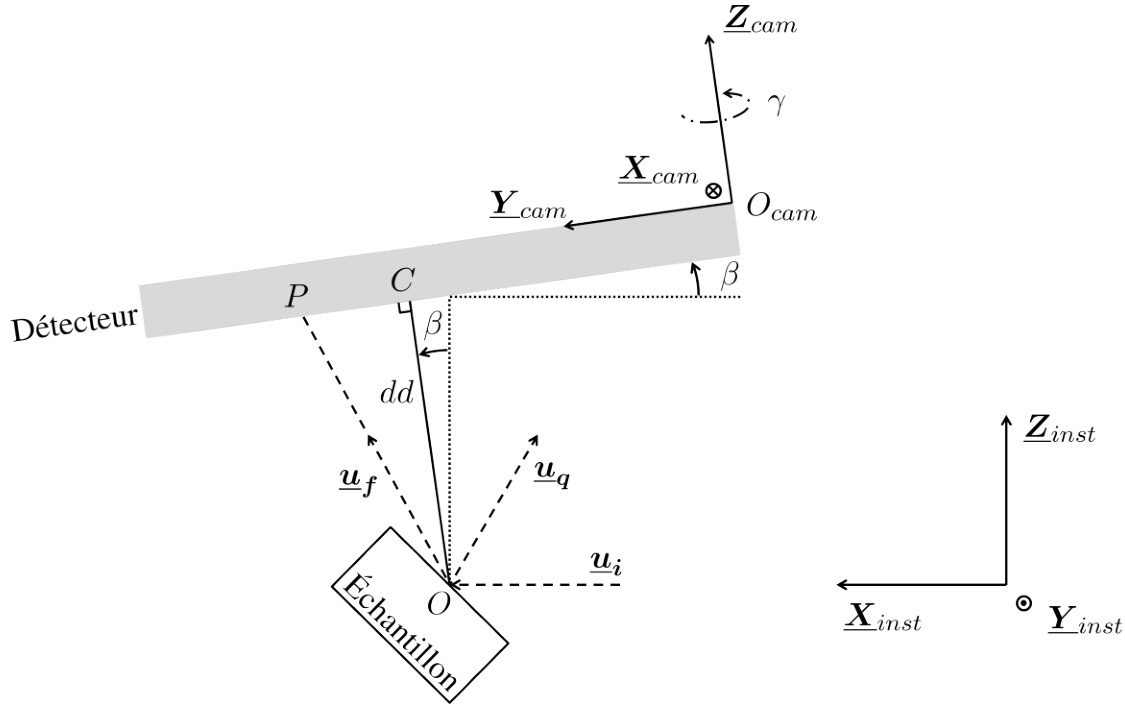 Z_cam
γ
X_cam
Y_cam
O_cam
β
C
P
Détecteur
β
dd
Z_inst
u_f
u_q
u_i
O
Échantillon
X_inst
Y_inst